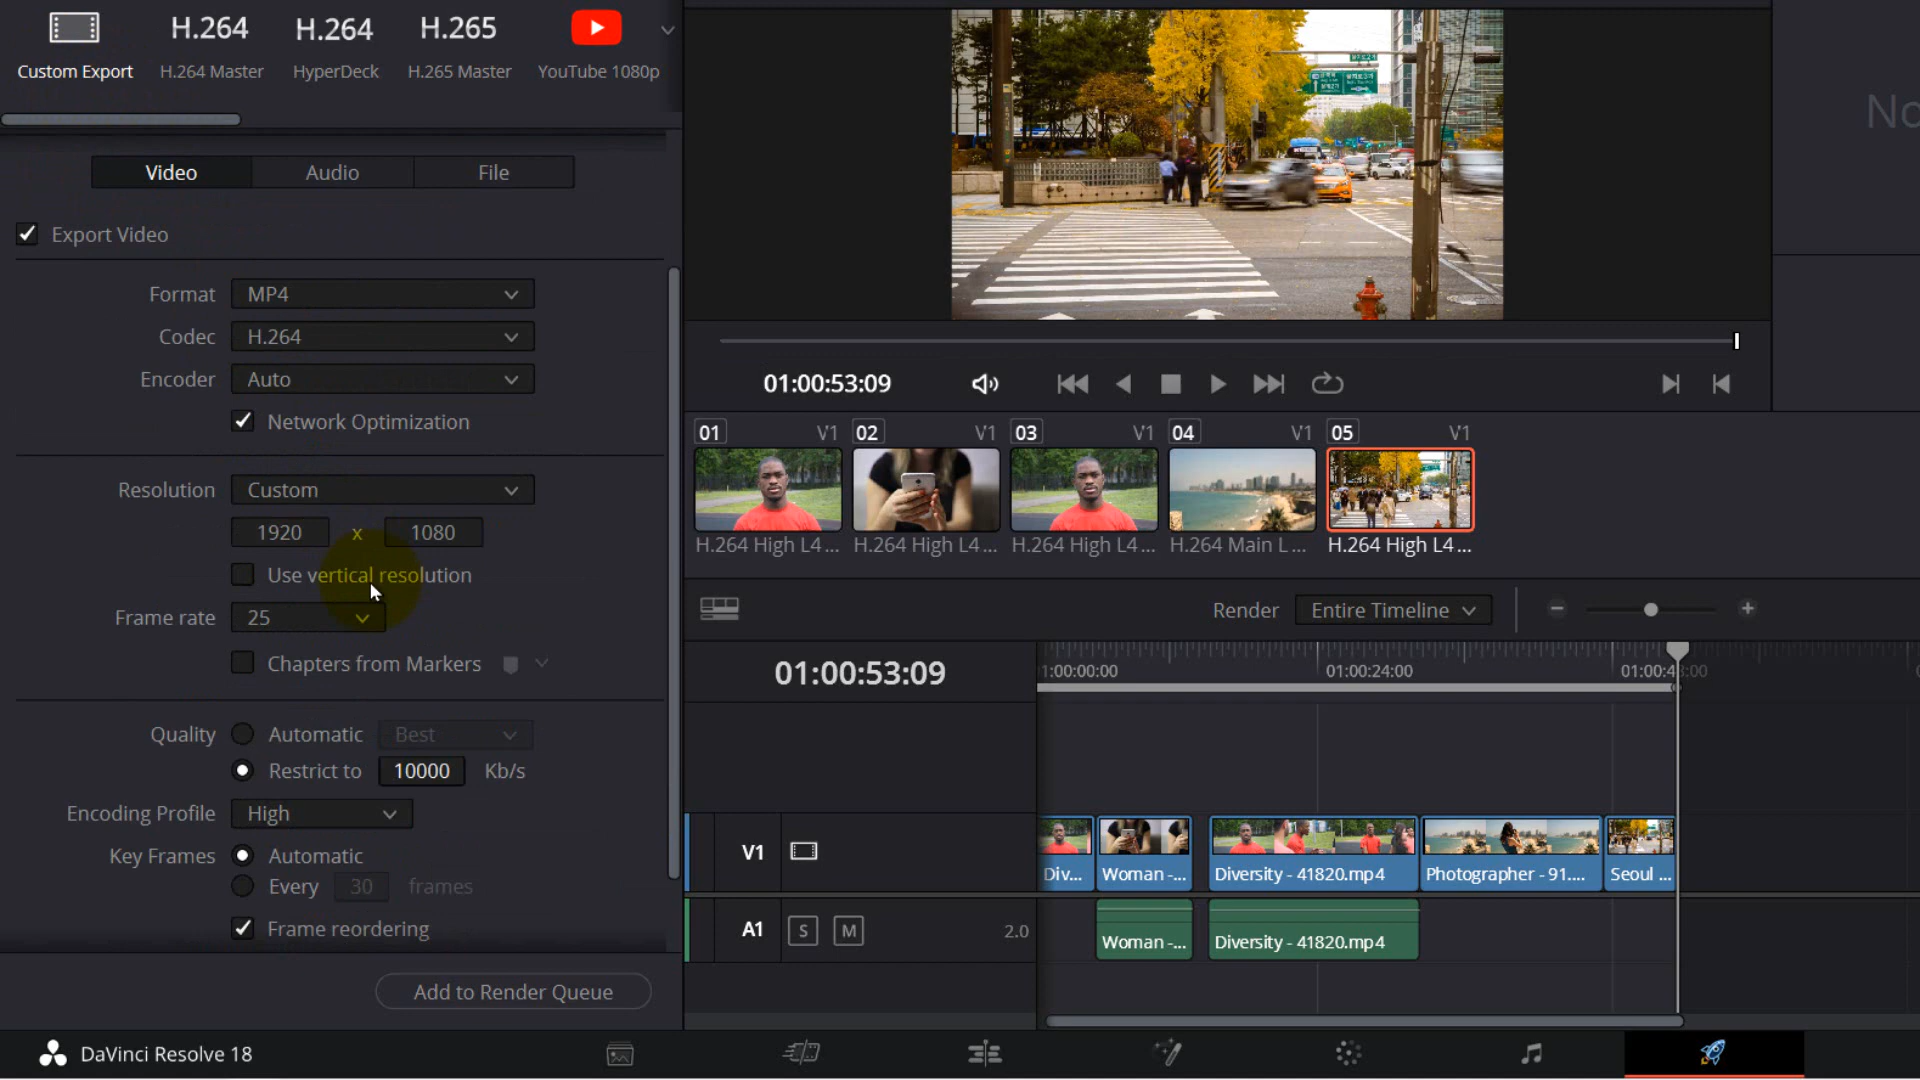 H.264 H.264 H.265
Custom Export H.264 Master HyperDeck H.265 Master YouTube 1080p
Video Audio File
Export Video
Format MP4
Codec H.264
Encoder Auto
Network Optimization
Resolution Custom
1920 x 1080
Use vertical resolution
Frame rate 25
Chapters from Markers
Quality Automatic Best
Restrict to 10000 Kb/s
Encoding Profile High
Key Frames Automatic
Every 30 frames
Frame reordering
Add to Render Queue
No
01:00:53:09
01 V1 02 V1 03 V1 04 V1 05 V1
H.264 High L4... H.264 High L4... H.264 High L4... H.264 Main L... H.264 High L4...
Render Entire Timeline
01:00:53:09
1:00:00:00 01:00:24:00 01:00:48:00
V1
Div... Woman -... Diversity - 41820.mp4 Photographer - 91.... Seoul ...
A1 S M 2.0
Woman -... Diversity - 41820.mp4
DaVinci Resolve 18